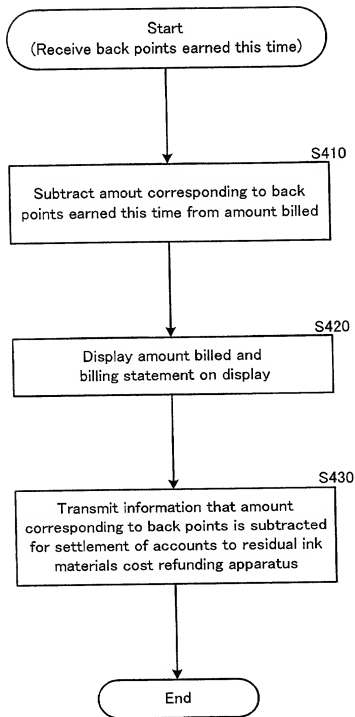 Start
(Receive back points earned this time)
S410
Subtract amout corresponding to back
points earned this time from amount billed
S420
Display amount billed and
billing statement on display
S430
Transmit information that amount
corresponding to back points is subtracted
for settlement of accounts to residual ink
materials cost refunding apparatus
End